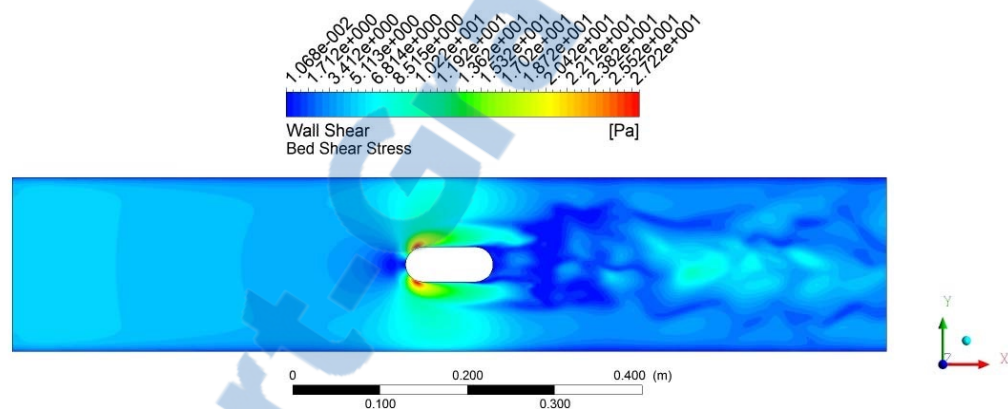 1.068e-002
1.712e+000
3.412e+000
5.113e+000
6.814e+000
8.515e+000
1.022e+001
1.192e+001
1.362e+001
1.532e+001
1.702e+001
1.872e+001
2.042e+001
2.212e+001
2.382e+001
2.552e+001
2.722e+001
Wall Shear [Pa]
Bed Shear Stress
Y
Z X
0 0.200 0.400 (m)
0.100 0.300